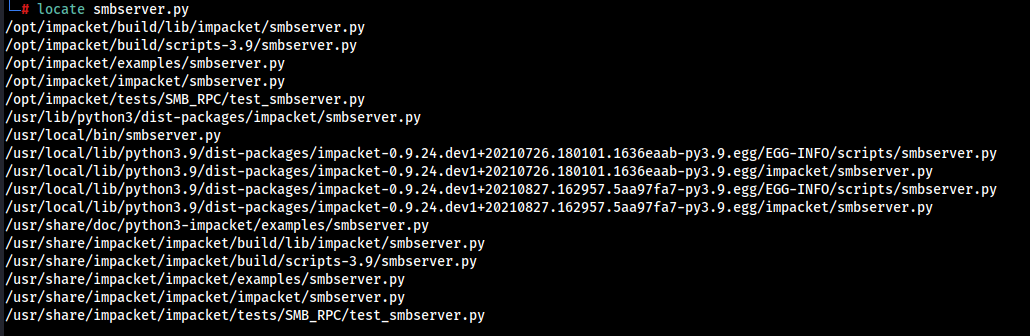 └─# locate smbserver.py
/opt/impacket/build/lib/impacket/smbserver.py
/opt/impacket/build/scripts-3.9/smbserver.py
/opt/impacket/examples/smbserver.py
/opt/impacket/impacket/smbserver.py
/opt/impacket/tests/SMB_RPC/test_smbserver.py
/usr/lib/python3/dist-packages/impacket/smbserver.py
/usr/local/bin/smbserver.py
/usr/local/lib/python3.9/dist-packages/impacket-0.9.24.dev1+20210726.180101.1636eaab-py3.9.egg/EGG-INFO/scripts/smbserver.py
/usr/local/lib/python3.9/dist-packages/impacket-0.9.24.dev1+20210726.180101.1636eaab-py3.9.egg/impacket/smbserver.py
/usr/local/lib/python3.9/dist-packages/impacket-0.9.24.dev1+20210827.162957.5aa97fa7-py3.9.egg/EGG-INFO/scripts/smbserver.py
/usr/local/lib/python3.9/dist-packages/impacket-0.9.24.dev1+20210827.162957.5aa97fa7-py3.9.egg/impacket/smbserver.py
/usr/share/doc/python3-impacket/examples/smbserver.py
/usr/share/impacket/impacket/build/lib/impacket/smbserver.py
/usr/share/impacket/impacket/build/scripts-3.9/smbserver.py
/usr/share/impacket/impacket/examples/smbserver.py
/usr/share/impacket/impacket/impacket/smbserver.py
/usr/share/impacket/impacket/tests/SMB_RPC/test_smbserver.py